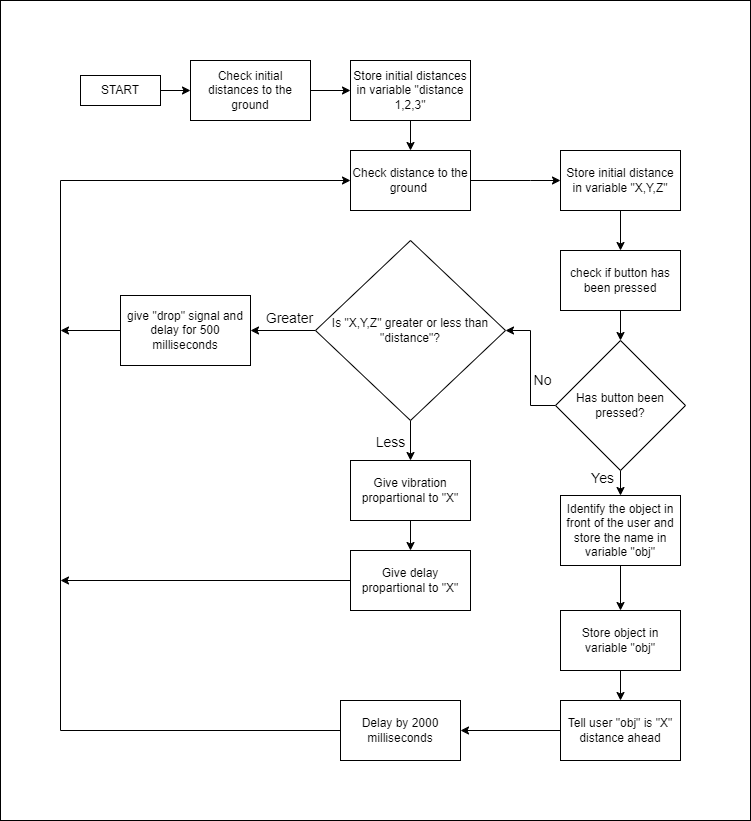 START
Check initial
distances to the
ground
Store initial distances
in variable "distance
1,2,3"
Check distance to the
ground
Store initial distance
in variable "X,Y,Z"
check if button has
been pressed
Has button been
pressed?
No
Yes
Is "X,Y,Z" greater or less than
"distance"?
Greater
give "drop" signal and
delay for 500
milliseconds
Less
Give vibration
propartional to "X"
Give delay
propartional to "X"
Identify the object in
front of the user and
store the name in
variable "obj"
Store object in
variable "obj"
Tell user "obj" is "X"
distance ahead
Delay by 2000
milliseconds